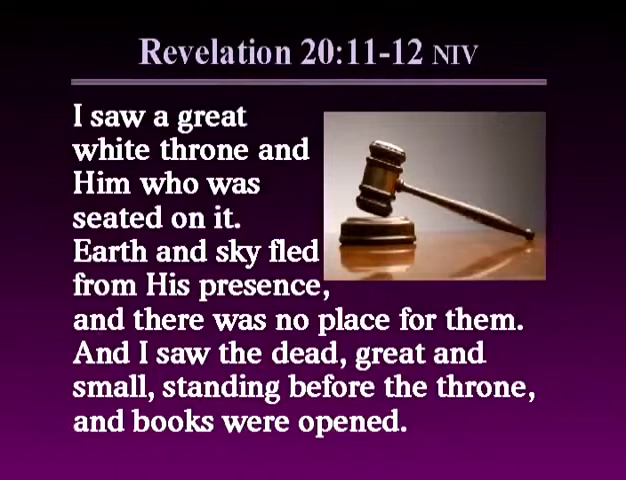 Revelation 20:11-12 NIV
I saw a great
white throne and
Him who was
seated on it.
Earth and sky fled
from His presence,
and there was no place for them.
And I saw the dead, great and
small, standing before the throne,
and books were opened.